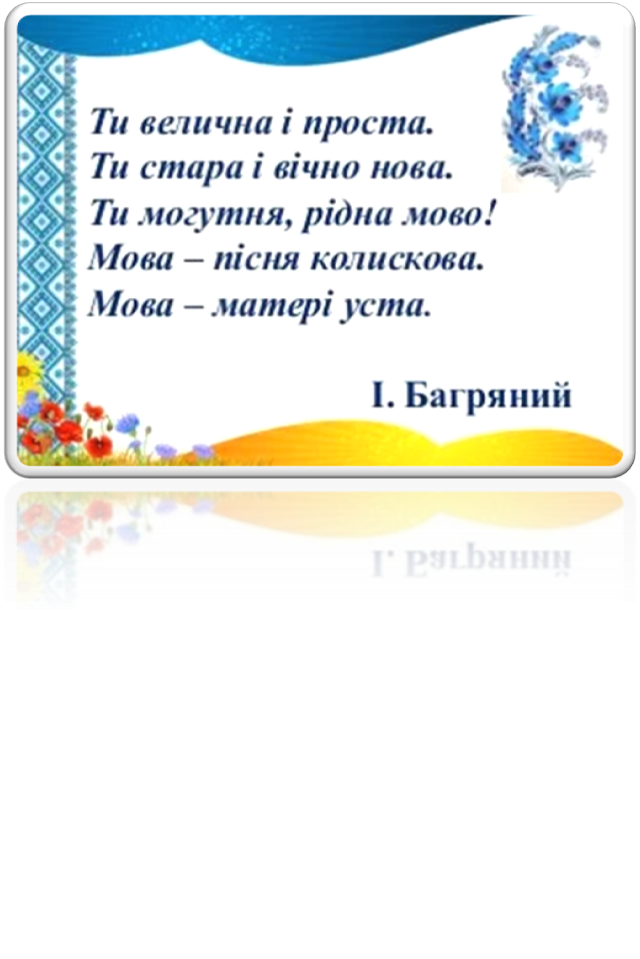 Ти велична і проста.
Ти стара і вічно нова.
Ти могутня, рідна мово!
Мова – пісня колискова.
Мова – матері уста.
І. Багряний